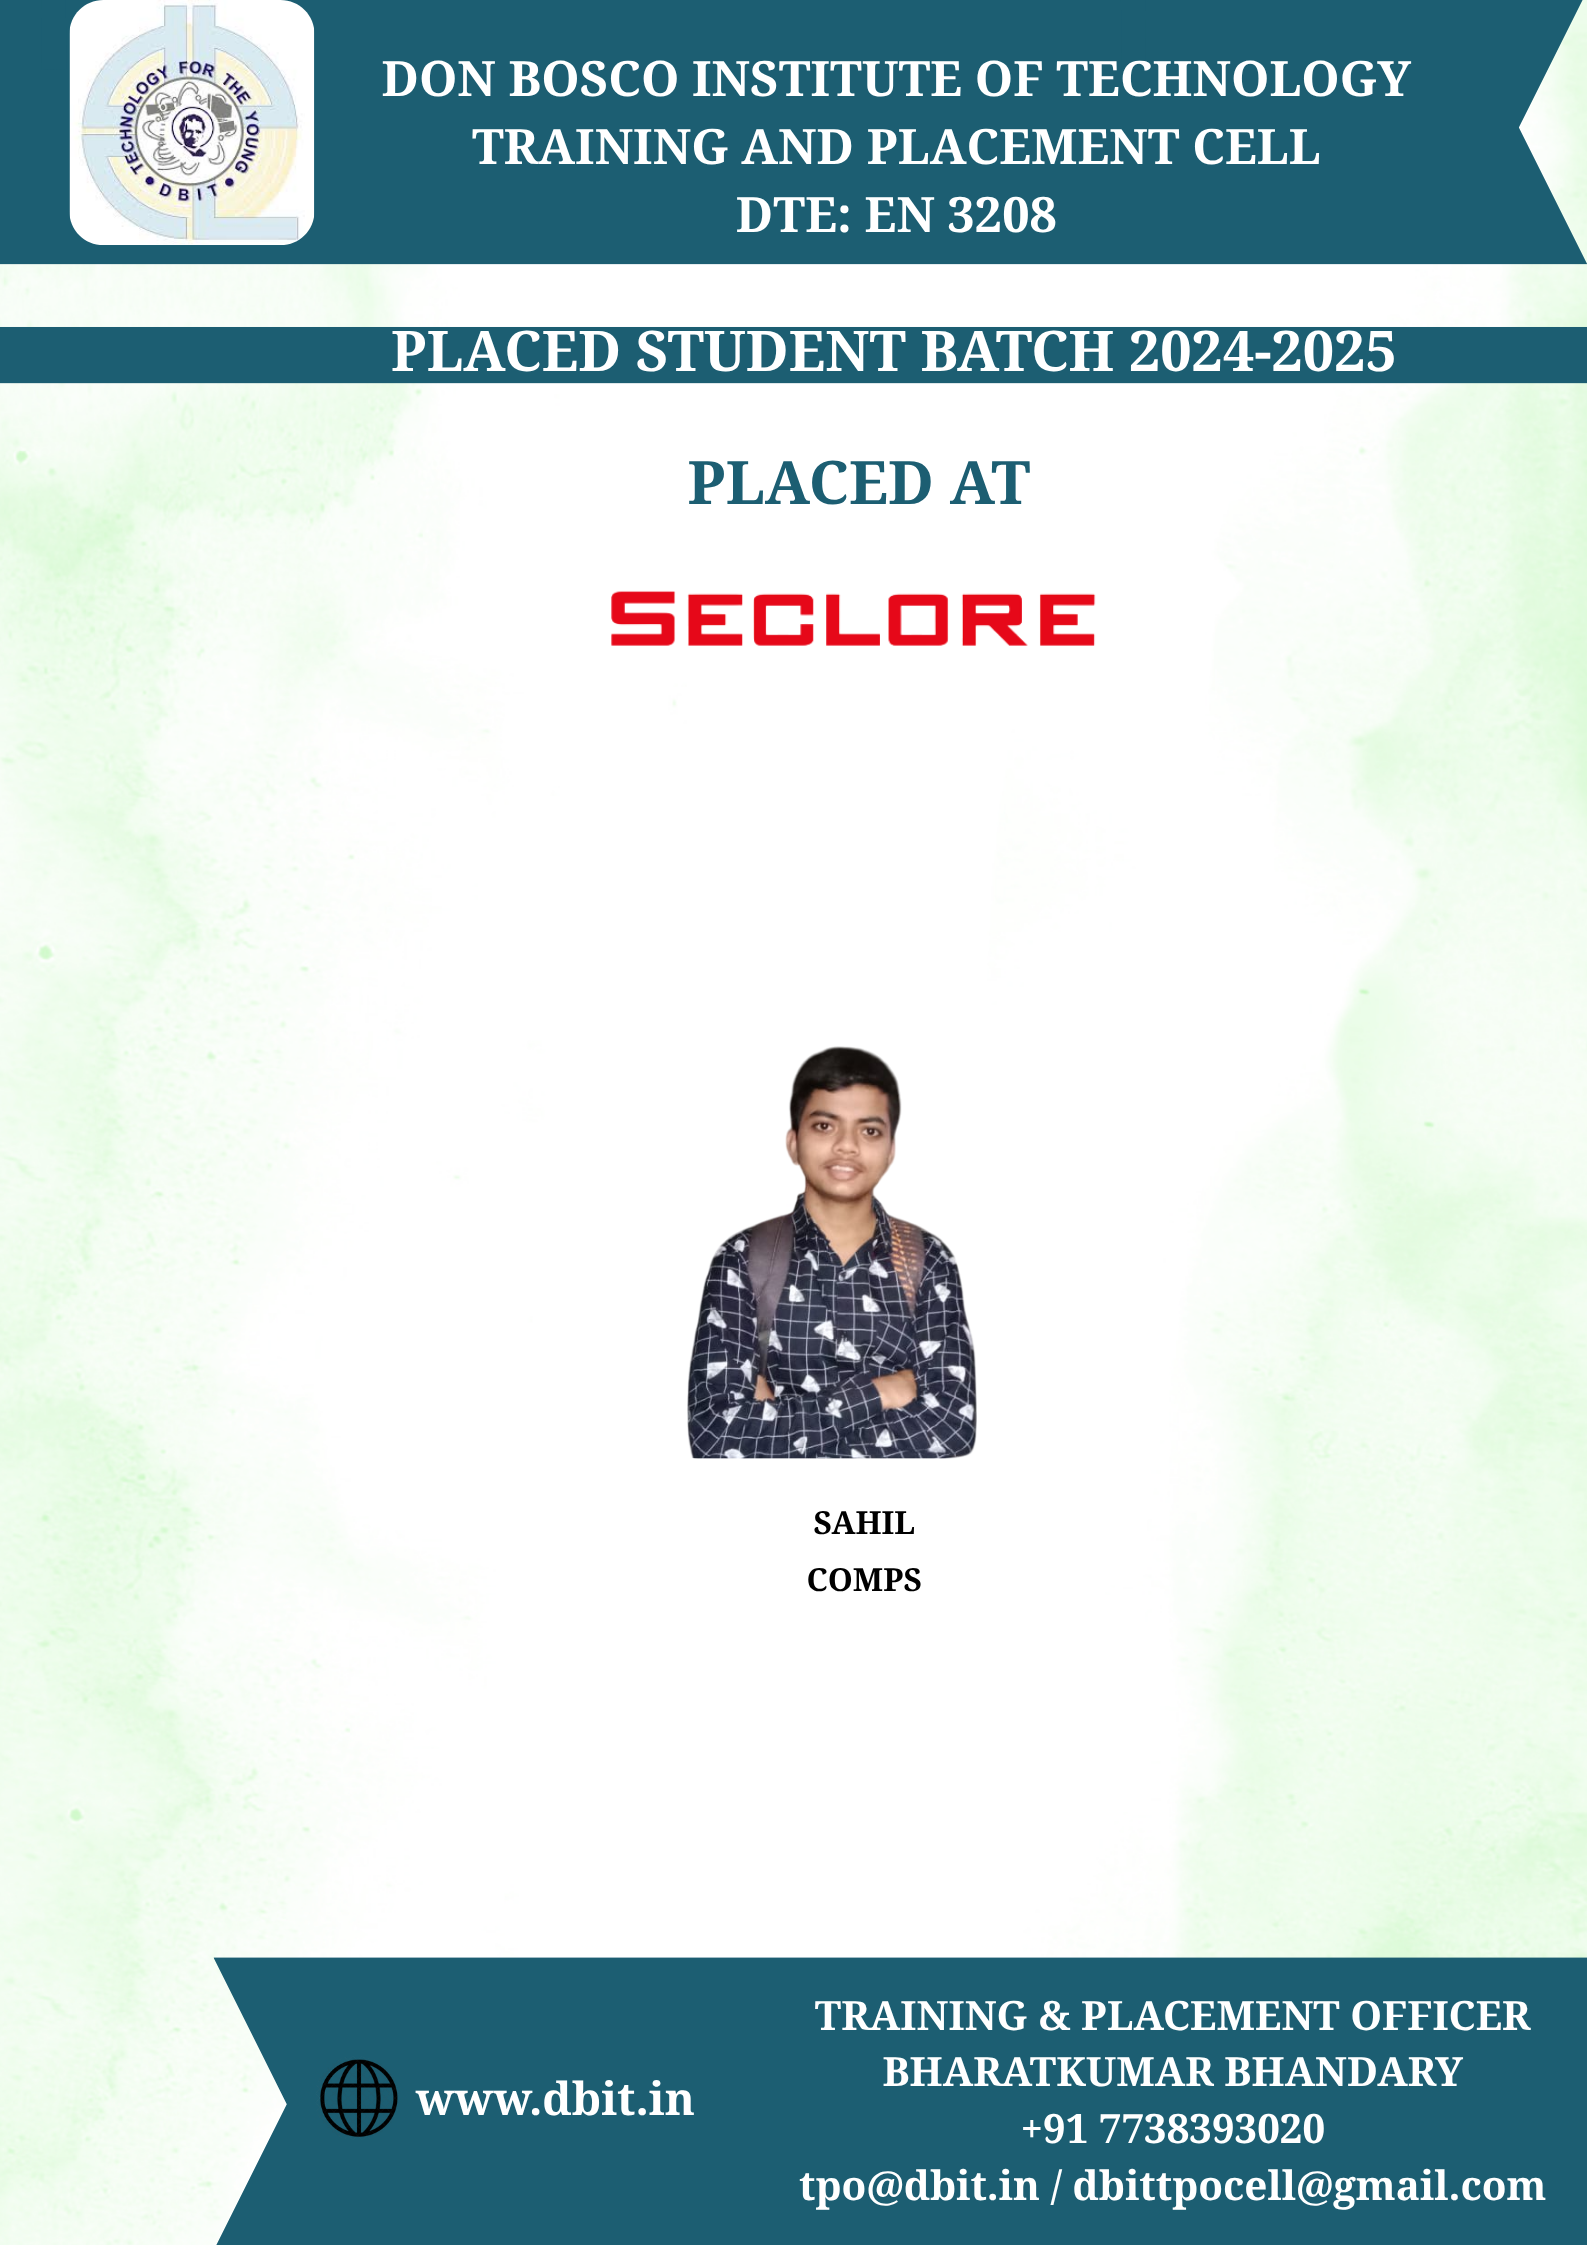 TECHNOLOGY FOR THE YOUNG
• DBIT •
DON BOSCO INSTITUTE OF TECHNOLOGY
TRAINING AND PLACEMENT CELL
DTE: EN 3208
PLACED STUDENT BATCH 2024-2025
PLACED AT
SECLORE
SAHIL
COMPS
www.dbit.in
TRAINING & PLACEMENT OFFICER
BHARATKUMAR BHANDARY
+91 7738393020
tpo@dbit.in / dbittpocell@gmail.com